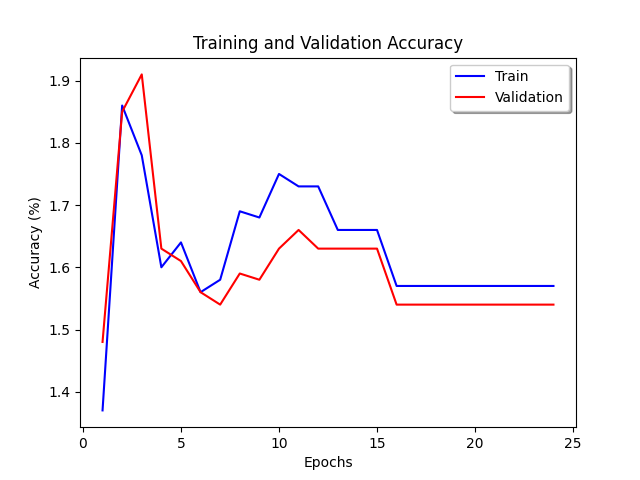 Training and Validation Accuracy
Train
Validation
Accuracy (%)
1.9
1.8
1.7
1.6
1.5
1.4
0
5
10
15
20
25
Epochs